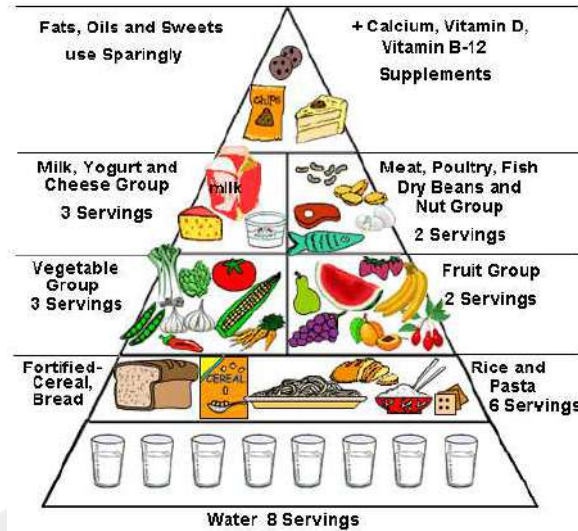 Fats, Oils and Sweets
use Sparingly
+ Calcium, Vitamin D,
Vitamin B-12
Supplements
Chips
Milk, Yogurt and
Cheese Group
3 Servings
milk
Meat, Poultry, Fish
Dry Beans and
Nut Group
2 Servings
Vegetable
Group
3 Servings
Fruit Group
2 Servings
Fortified-
Cereal,
Bread
CEREAL
0
Rice and
Pasta
6 Servings
Water 8 Servings